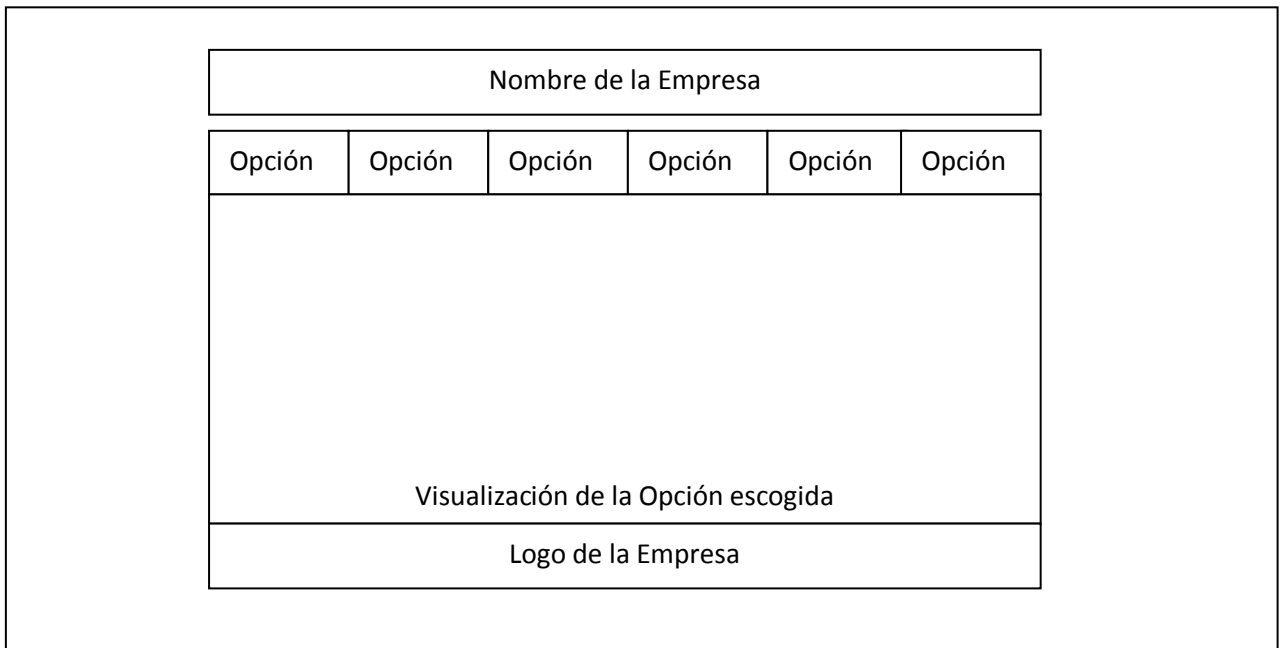 Nombre de la Empresa
Opción Opción Opción Opción Opción Opción
Visualización de la Opción escogida
Logo de la Empresa